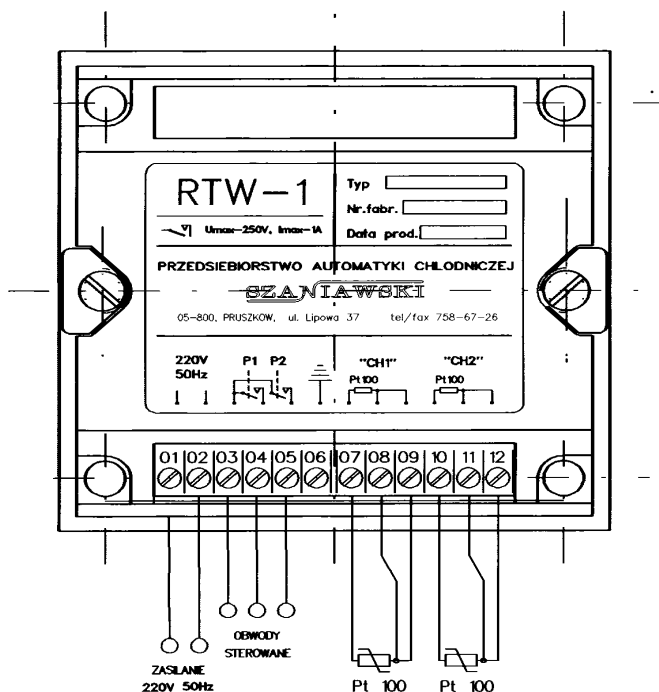 RTW-1
Typ
Nr.fabr.
Umax-250V, Imax-1A
Data prod.
PRZEDSIEBIORSTWO AUTOMATYKI CHLODNICZEJ
SZANIAWSKI
05-800, PRUSZKOW, ul. Lipowa 37 tel/fax 758-67-26
220V 50Hz
P1 P2
"CH1"
Pt100
"CH2"
Pt100
01 02 03 04 05 06 07 08 09 10 11 12
OBWODY
STEROWANE
ZASILANIE
220V 50Hz
Pt 100
Pt 100